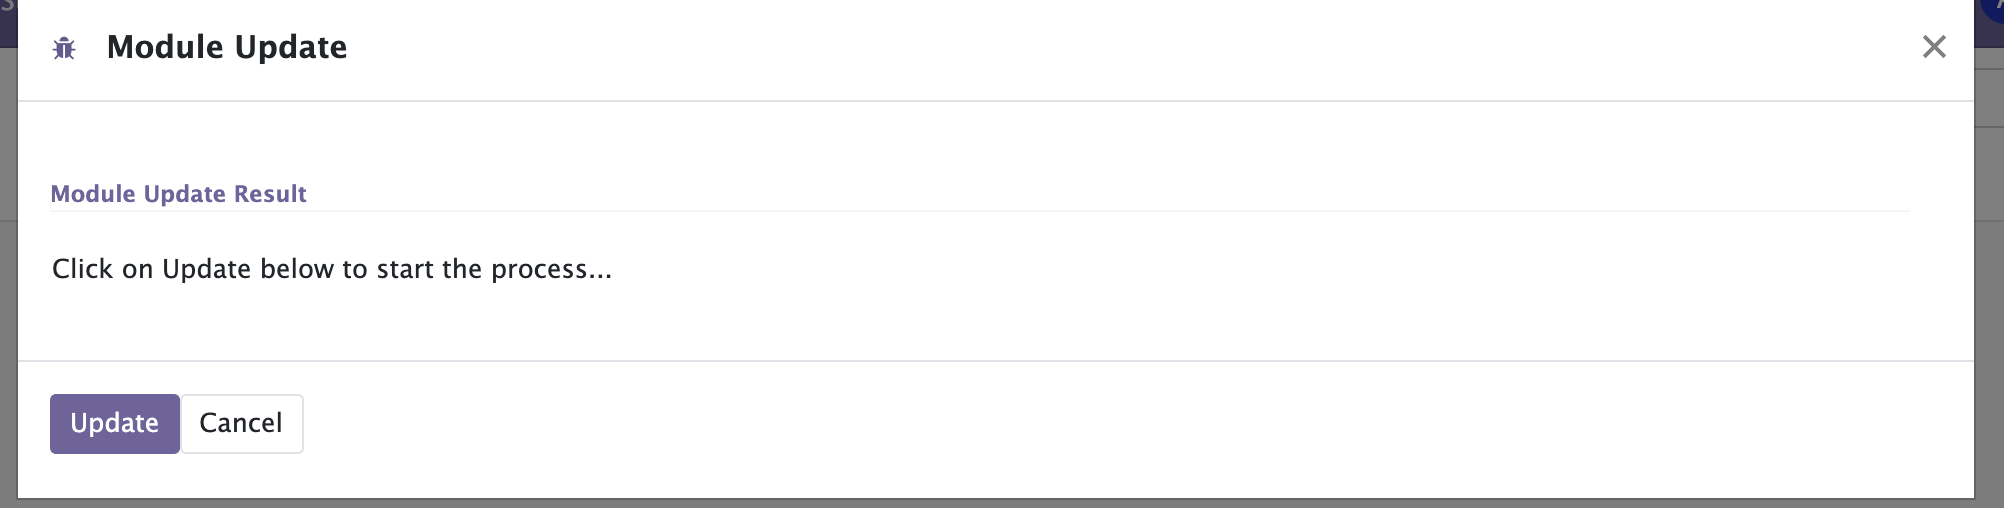 Module Update
Module Update Result
Click on Update below to start the process...
Update Cancel